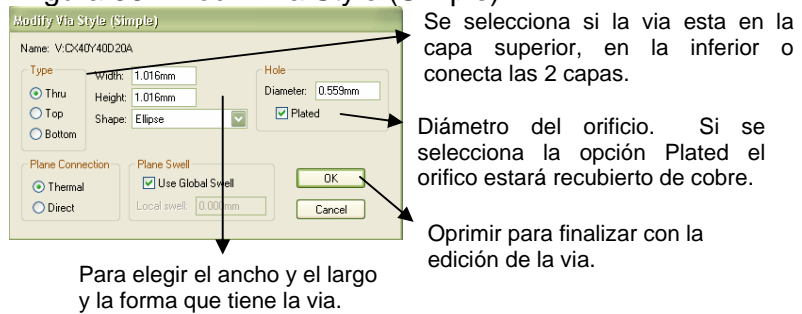 Modify Via Style (Simple)
Name: V:CX40Y40D20A
Type
Thru
Top
Bottom
Width: 1.016mm
Height: 1.016mm
Shape: Ellipse
Hole
Diameter: 0.559mm
Plated
Plane Connection
Thermal
Direct
Plane Swell
Use Global Swell
Local swell: 0.000mm
OK
Cancel
Se selecciona si la via esta en la
capa superior, en la inferior o
conecta las 2 capas.
Diámetro del orificio. Si se
selecciona la opción Plated el
orifico estará recubierto de cobre.
Oprimir para finalizar con la
edición de la via.
Para elegir el ancho y el largo
y la forma que tiene la via.